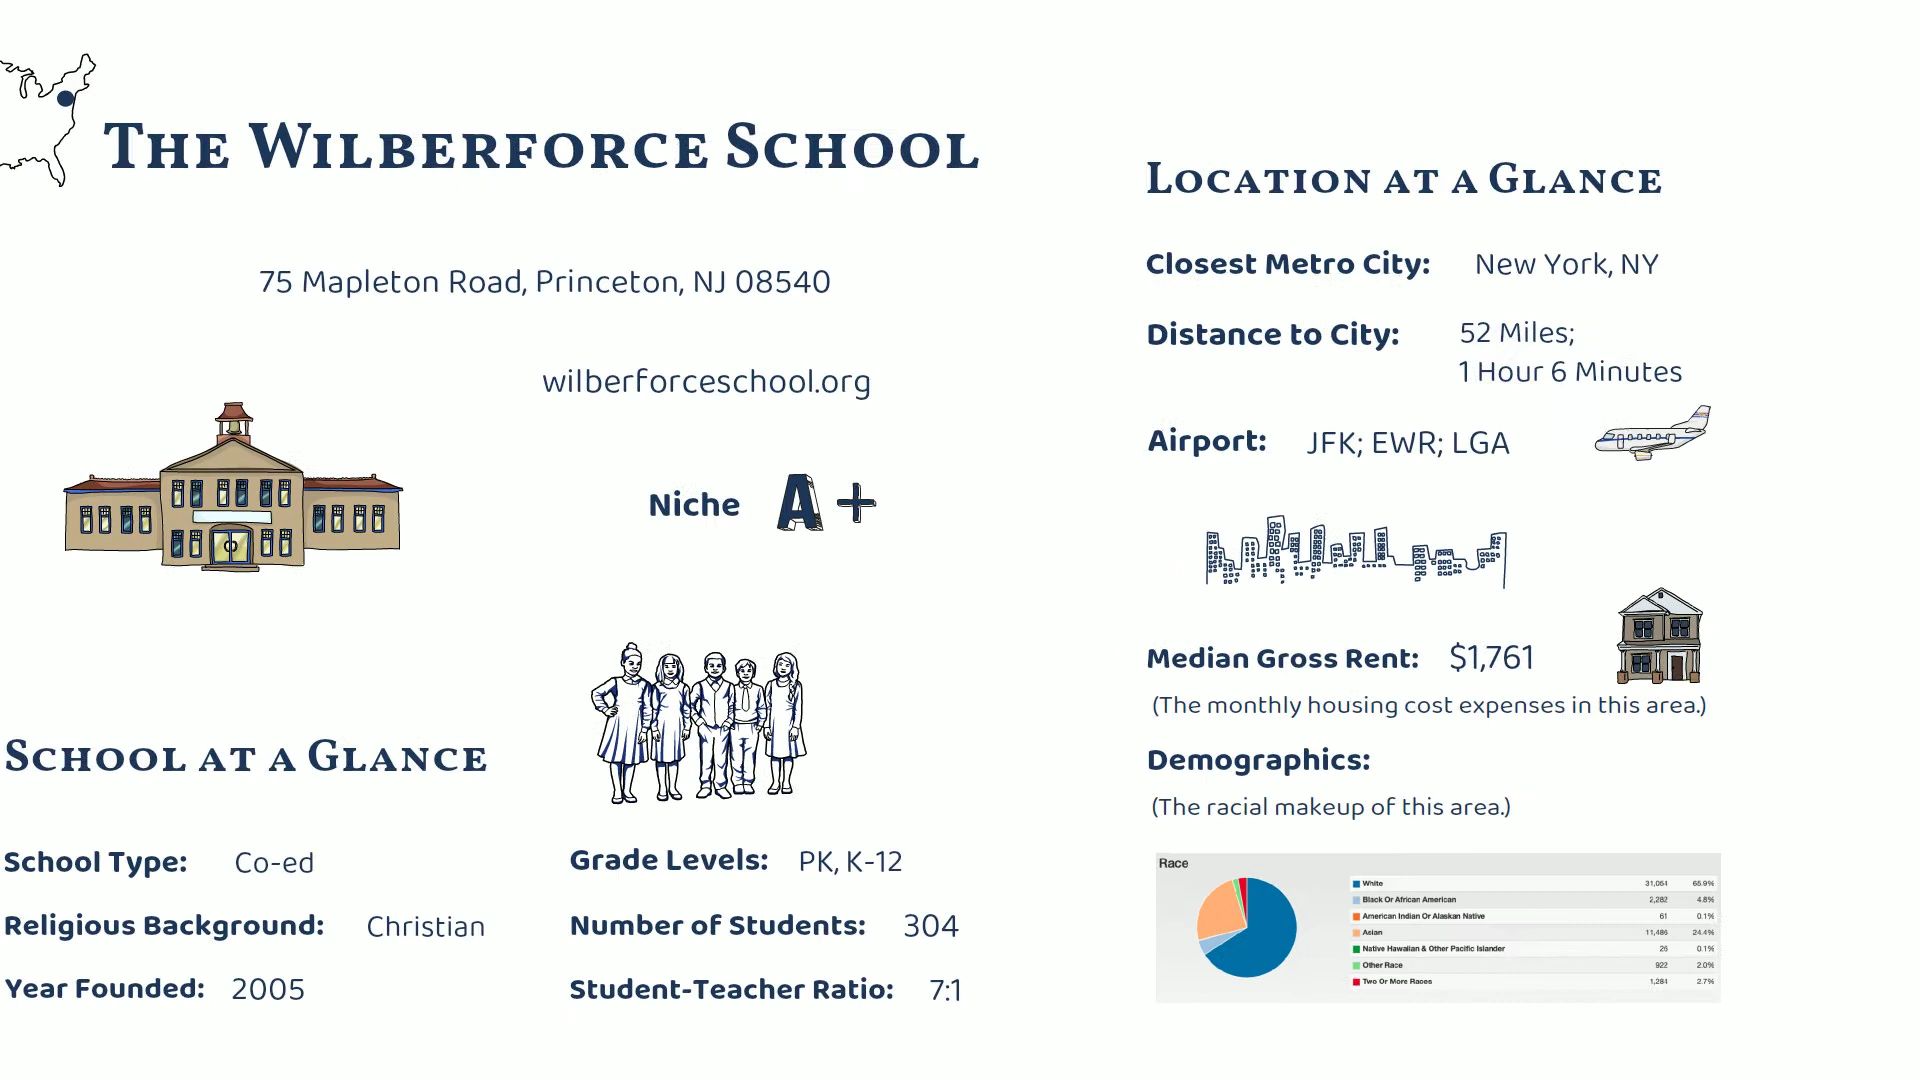 The Wilberforce School
75 Mapleton Road, Princeton, NJ 08540
wilberforceschool.org
Niche A+
School at a Glance
School Type: Co-ed
Religious Background: Christian
Year Founded: 2005
Grade Levels: PK, K-12
Number of Students: 304
Student-Teacher Ratio: 7:1
Location at a Glance
Closest Metro City: New York, NY
Distance to City: 52 Miles;
1 Hour 6 Minutes
Airport: JFK; EWR; LGA
Median Gross Rent: $1,761
(The monthly housing cost expenses in this area.)
Demographics:
(The racial makeup of this area.)
Race
White 31,064 65.9%
Black Or African American 2,282 4.8%
American Indian Or Alaskan Native 61 0.1%
Asian 11,486 24.4%
Native Hawaiian & Other Pacific Islander 26 0.1%
Other Race 922 2.0%
Two Or More Races 1,284 2.7%